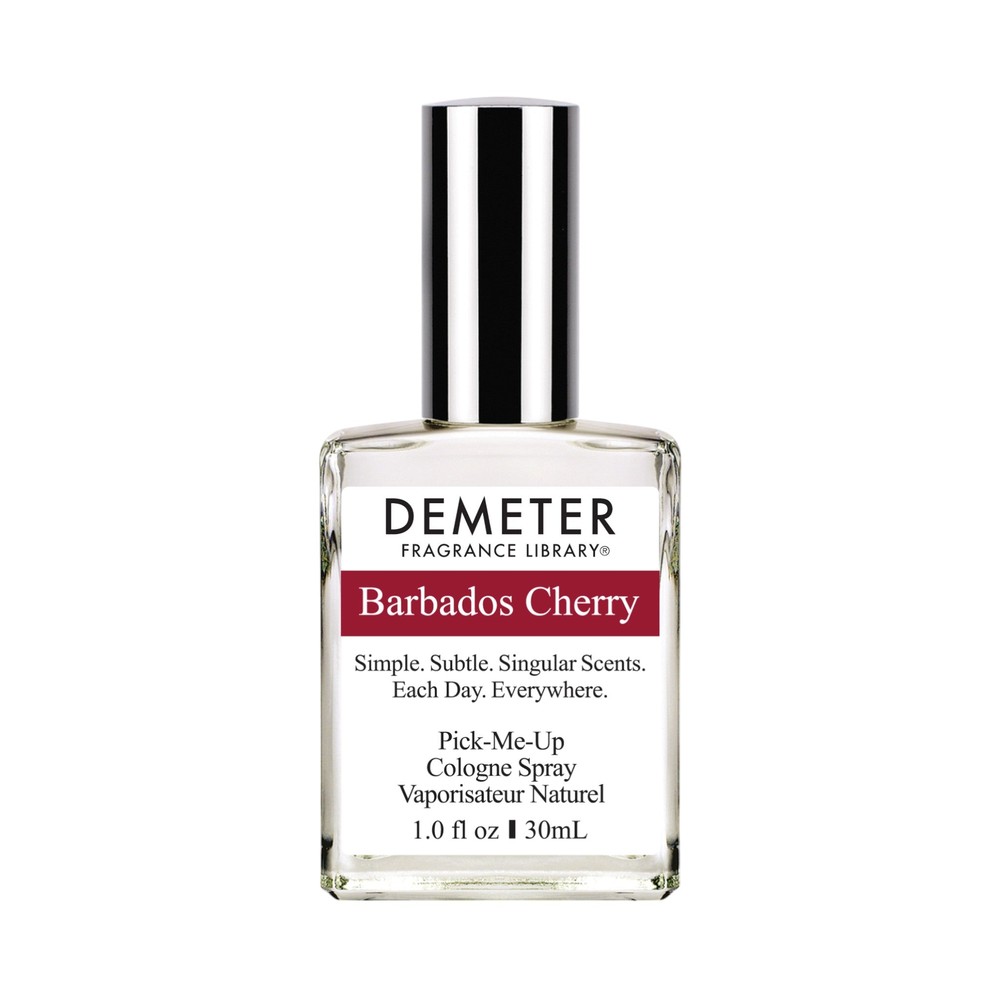 DEMETER
FRAGRANCE LIBRARY®
Barbados Cherry
Simple. Subtle. Singular Scents.
Each Day. Everywhere.
Pick-Me-Up
Cologne Spray
Vaporisateur Naturel
1.0 fl oz ❚ 30mL